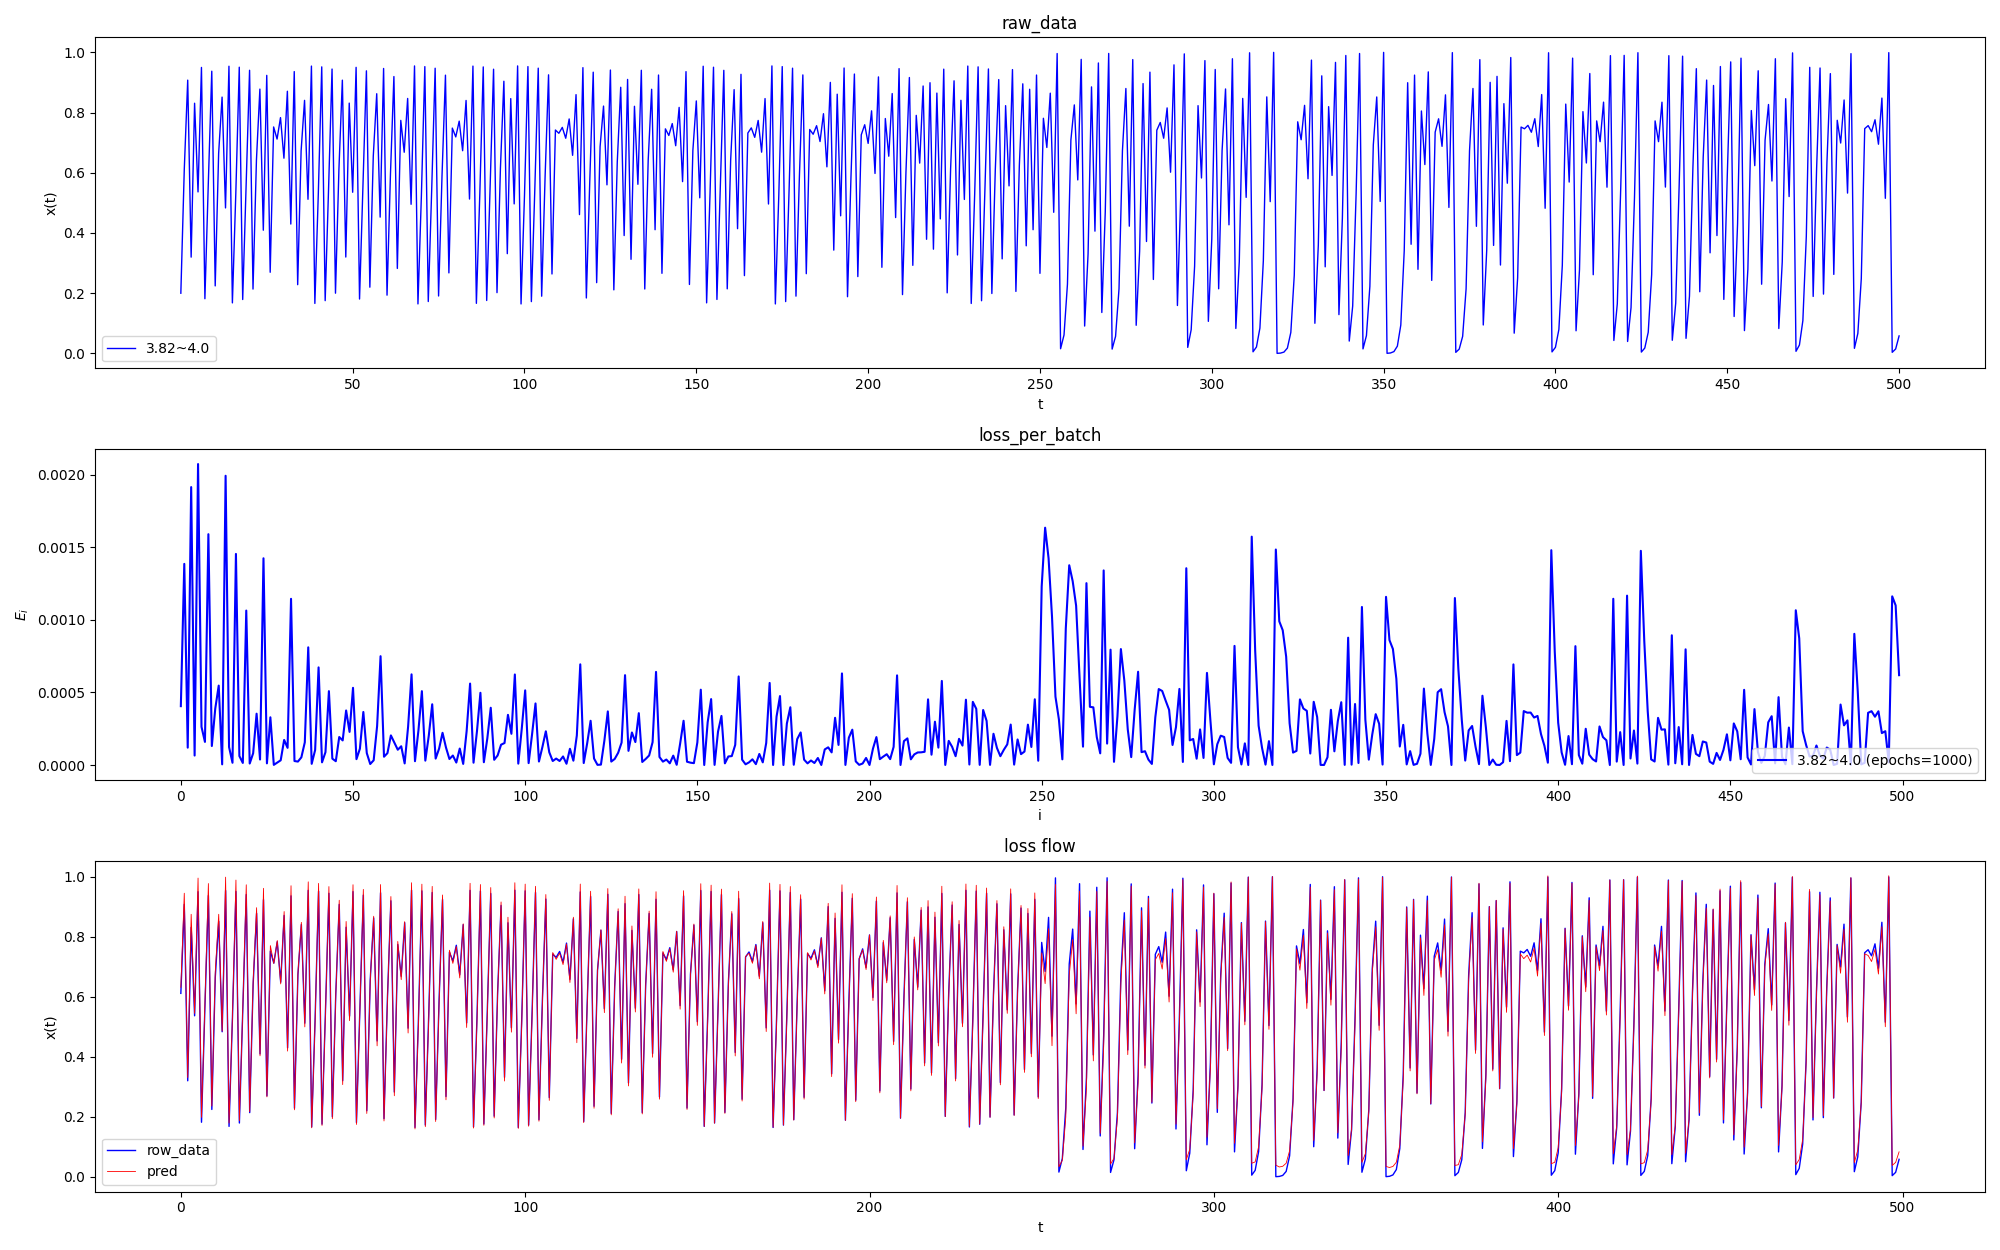 raw_data
1.0
0.8
0.6
0.4
0.2
0.0
x(t)
3.82~4.0
50 100 150 200 250 300 350 400 450 500
t
loss_per_batch
0.0020
0.0015
0.0010
0.0005
0.0000
E_i
3.82~4.0 (epochs=1000)
0 50 100 150 200 250 300 350 400 450 500
i
loss flow
1.0
0.8
0.6
0.4
0.2
0.0
x(t)
row_data
pred
0 100 200 300 400 500
t